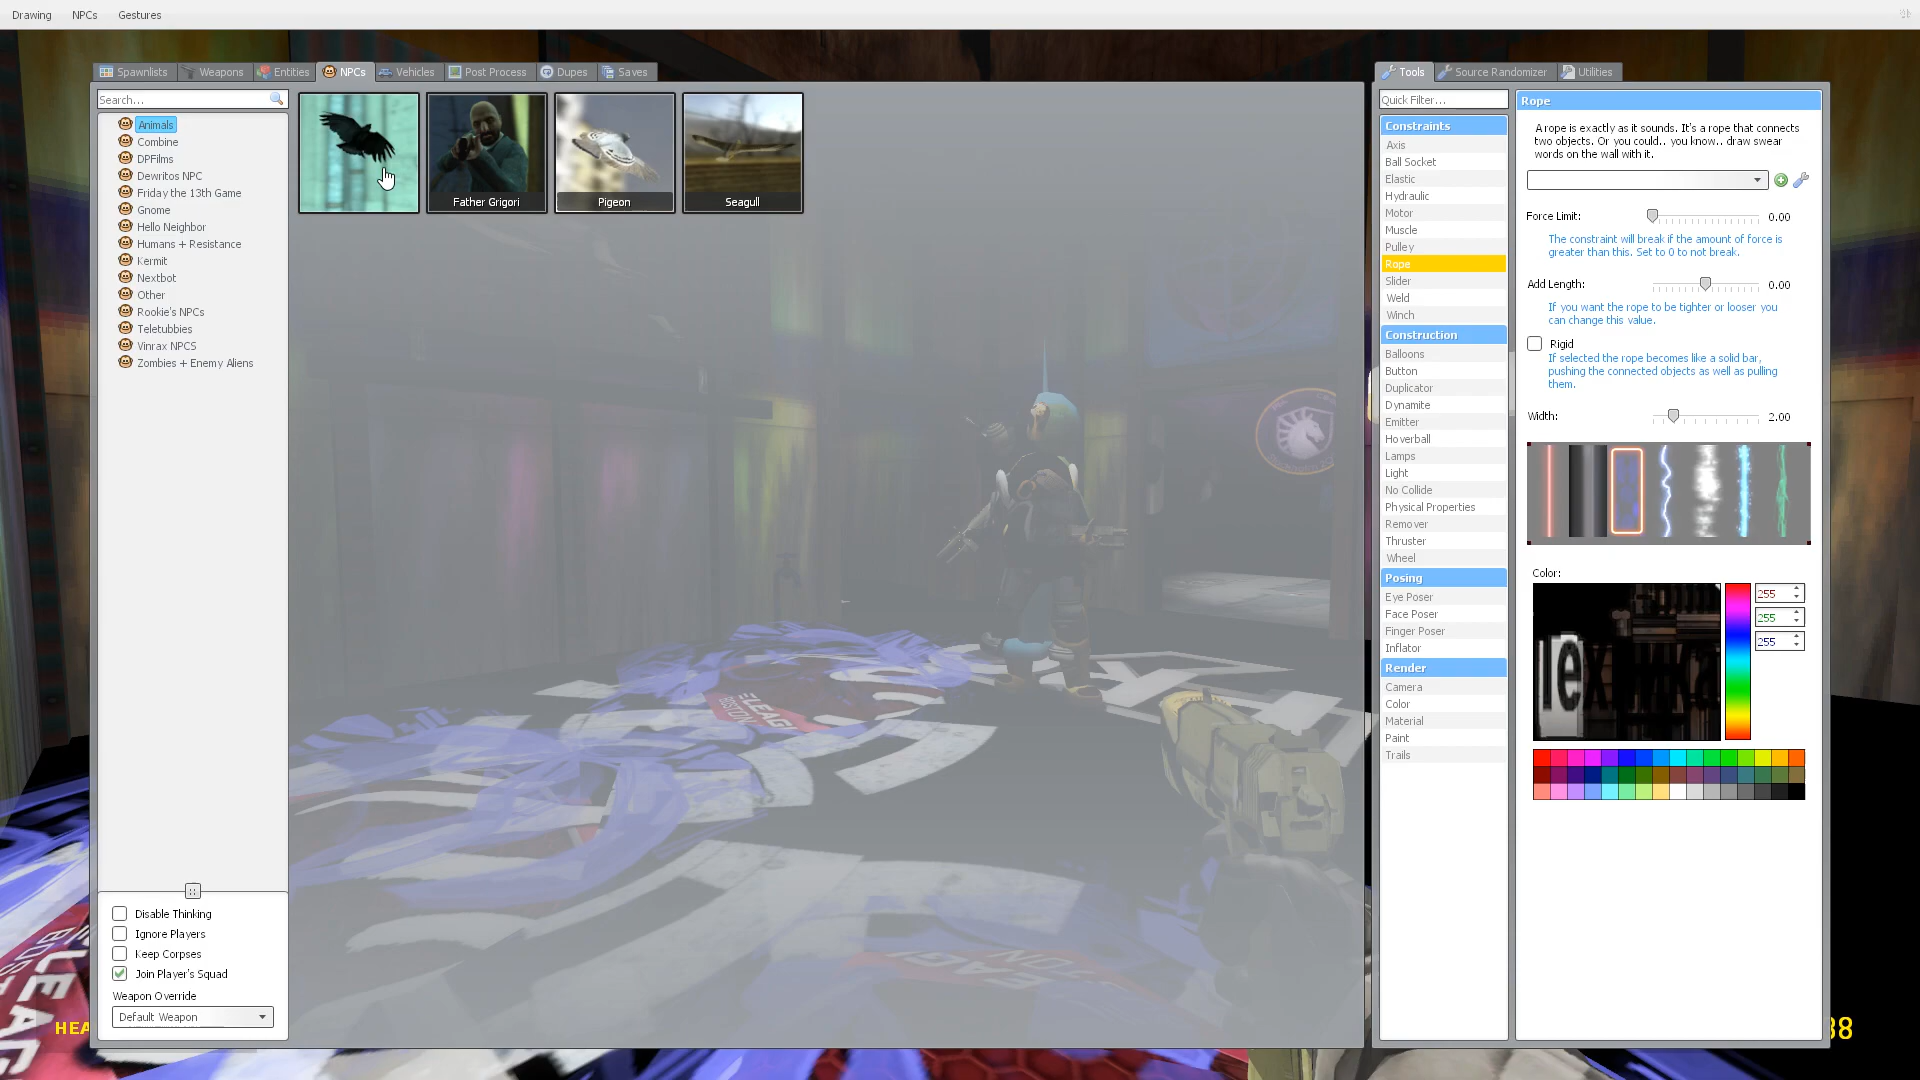 Drawing NPCs Gestures
Spawnlists Weapons Entities NPCs Vehicles Post Process Dupes Saves
Search...
Animals
Combine
DPFilms
Dewritos NPC
Friday the 13th Game
Gnome
Hello Neighbor
Humans + Resistance
Kermit
Nextbot
Other
Rookie's NPCs
Teletubbies
Vinrax NPCS
Zombies + Enemy Aliens
Father Grigori
Pigeon
Seagull
Disable Thinking
Ignore Players
Keep Corpses
Join Player's Squad
Weapon Override
Default Weapon
HEA
ELEAGU
BOSTON
Tools Source Randomizer Utilities
Quick Filter...
Constraints
Axis
Ball Socket
Elastic
Hydraulic
Motor
Muscle
Pulley
Rope
Slider
Weld
Winch
Construction
Balloons
Button
Duplicator
Dynamite
Emitter
Hoverball
Lamps
Light
No Collide
Physical Properties
Remover
Thruster
Wheel
Posing
Eye Poser
Face Poser
Finger Poser
Inflator
Render
Camera
Color
Material
Paint
Trails
Rope
A rope is exactly as it sounds. It's a rope that connects
two objects. Or you could.. you know.. draw swear
words on the wall with it.
Force Limit: 0.00
The constraint will break if the amount of force is
greater than this. Set to 0 to not break.
Add Length: 0.00
If you want the rope to be tighter or looser you
can change this value.
Rigid
If selected the rope becomes like a solid bar,
pushing the connected objects as well as pulling
them.
Width: 2.00
Color:
255
255
255
38